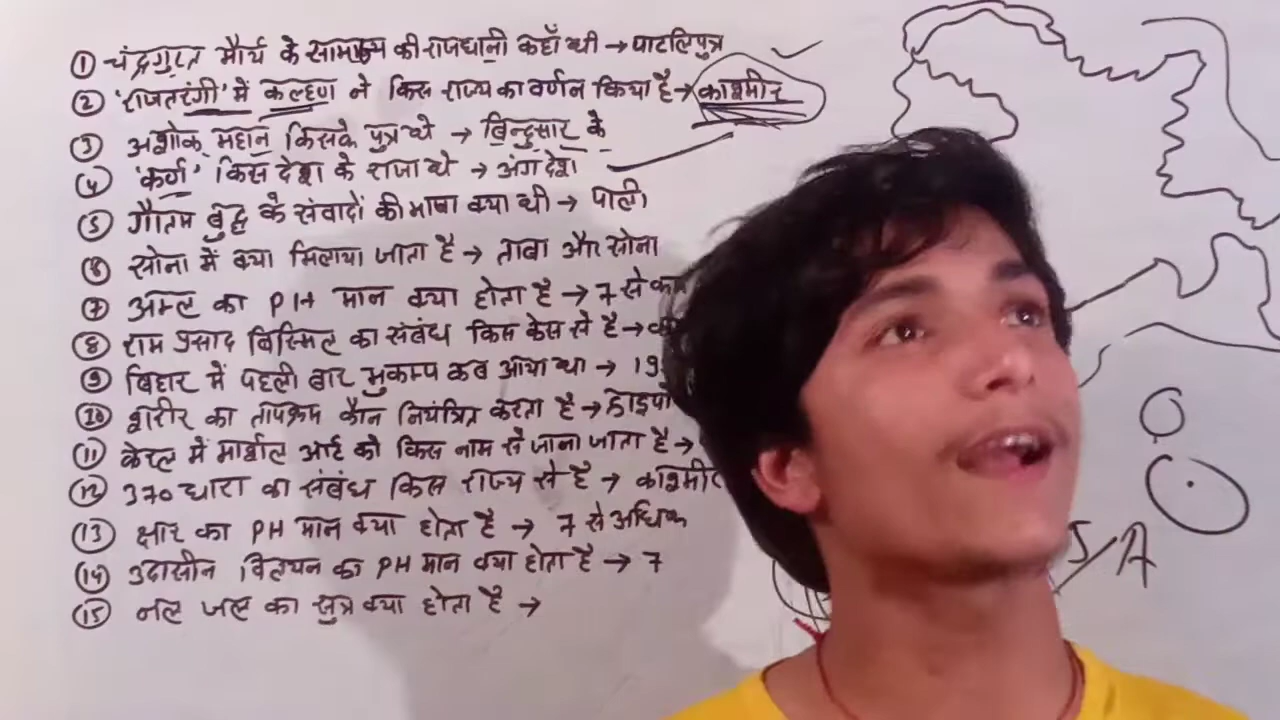 ① चंद्रगुप्त मौर्य के साम्राज्य की राजधानी कहाँ थी → पाटलिपुत्र
② 'राजतरंगी' में कल्हण ने किस राज्य का वर्णन किया है → काश्मीर
③ अशोक महान किसके पुत्र थे → बिन्दुसार के
④ 'कर्ण' किस देश के राजा थे → अंग देश
⑤ गौतम बुद्ध के संवादों की भाषा क्या थी → पाली
⑥ सोना में क्या मिलाया जाता है → ताबा और सोना
⑦ अम्ल का PH मान क्या होता है → 7 से कम
⑧ राम प्रसाद बिस्मिल का संबंध किस केस से है →
⑨ बिहार में पहली बार भुकम्प कब आया था → 19
⑩ शरीर का तापक्रम कौन नियंत्रित करता है → हाइपो
⑪ केरल में मार्शल आर्ट को किस नाम से जाना जाता है →
⑫ 370 धारा का संबंध किस राज्य से है → काश्मीर
⑬ क्षार का PH मान क्या होता है → 7 से अधिक
⑭ उदासीन विलयन का PH मान क्या होता है → 7
⑮ नल जल का सुत्र क्या होता है →
S/A